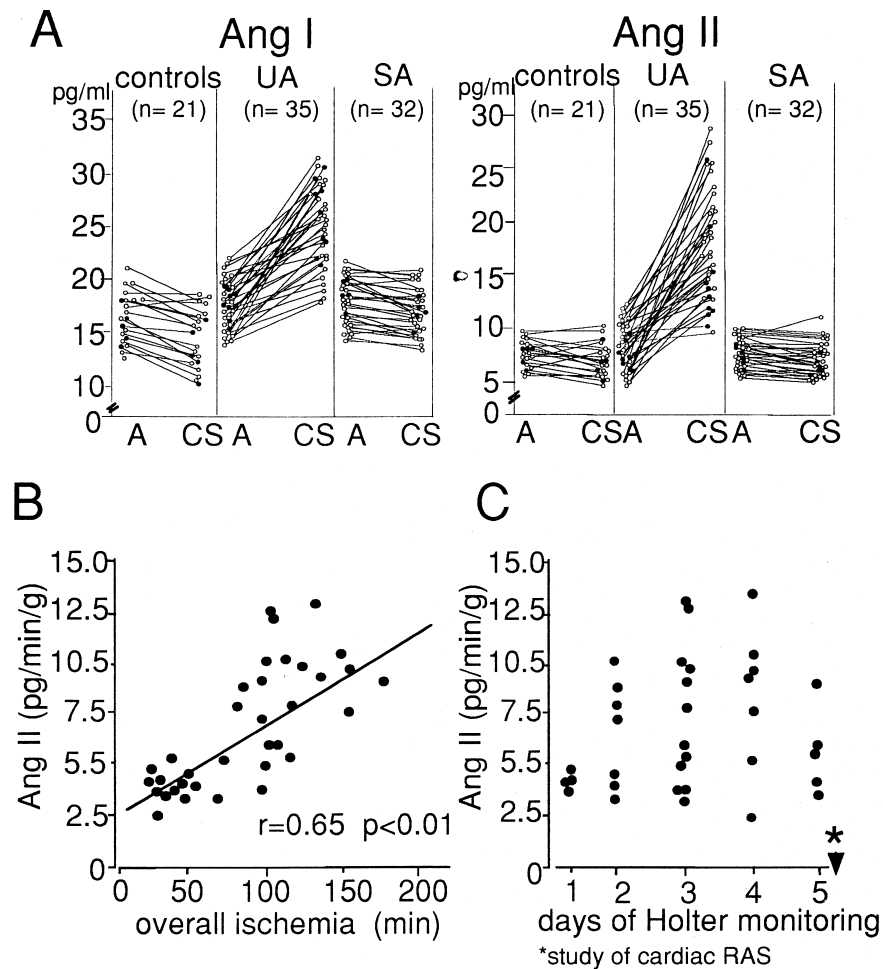 A
Ang I
Ang II
controls UA SA
controls UA SA
pg/ml
pg/ml
(n= 21) (n= 35) (n= 32)
(n= 21) (n= 35) (n= 32)
35
30
25
20
15
10
0
30
25
20
15
10
5
0
A CS A CS A CS
A CS A CS A CS
B
Ang II (pg/min/g)
15.0
12.5
10.5
7.5
5.5
2.5
0
r=0.65 p<0.01
0 50 100 150 200
overall ischemia (min)
C
Ang II (pg/min/g)
15.0
12.5
10.5
7.5
5.5
2.5
0
*
1 2 3 4 5
days of Holter monitoring
*study of cardiac RAS